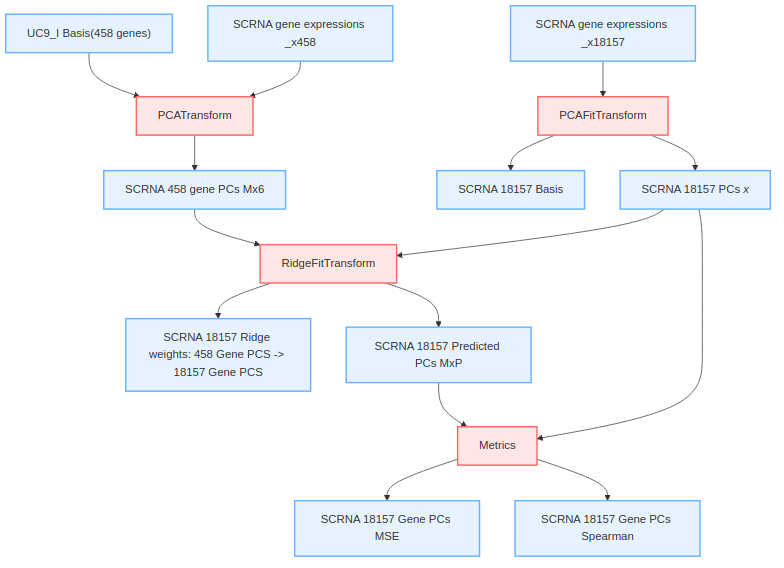 UC9_I Basis(458 genes)
SCRNA gene expressions
_x458
SCRNA gene expressions
_x18157
PCATransform
PCAFitTransform
SCRNA 458 gene PCs Mx6
SCRNA 18157 Basis
SCRNA 18157 PCs x
RidgeFitTransform
SCRNA 18157 Ridge
weights: 458 Gene PCS ->
18157 Gene PCS
SCRNA 18157 Predicted
PCs MxP
Metrics
SCRNA 18157 Gene PCs
MSE
SCRNA 18157 Gene PCs
Spearman